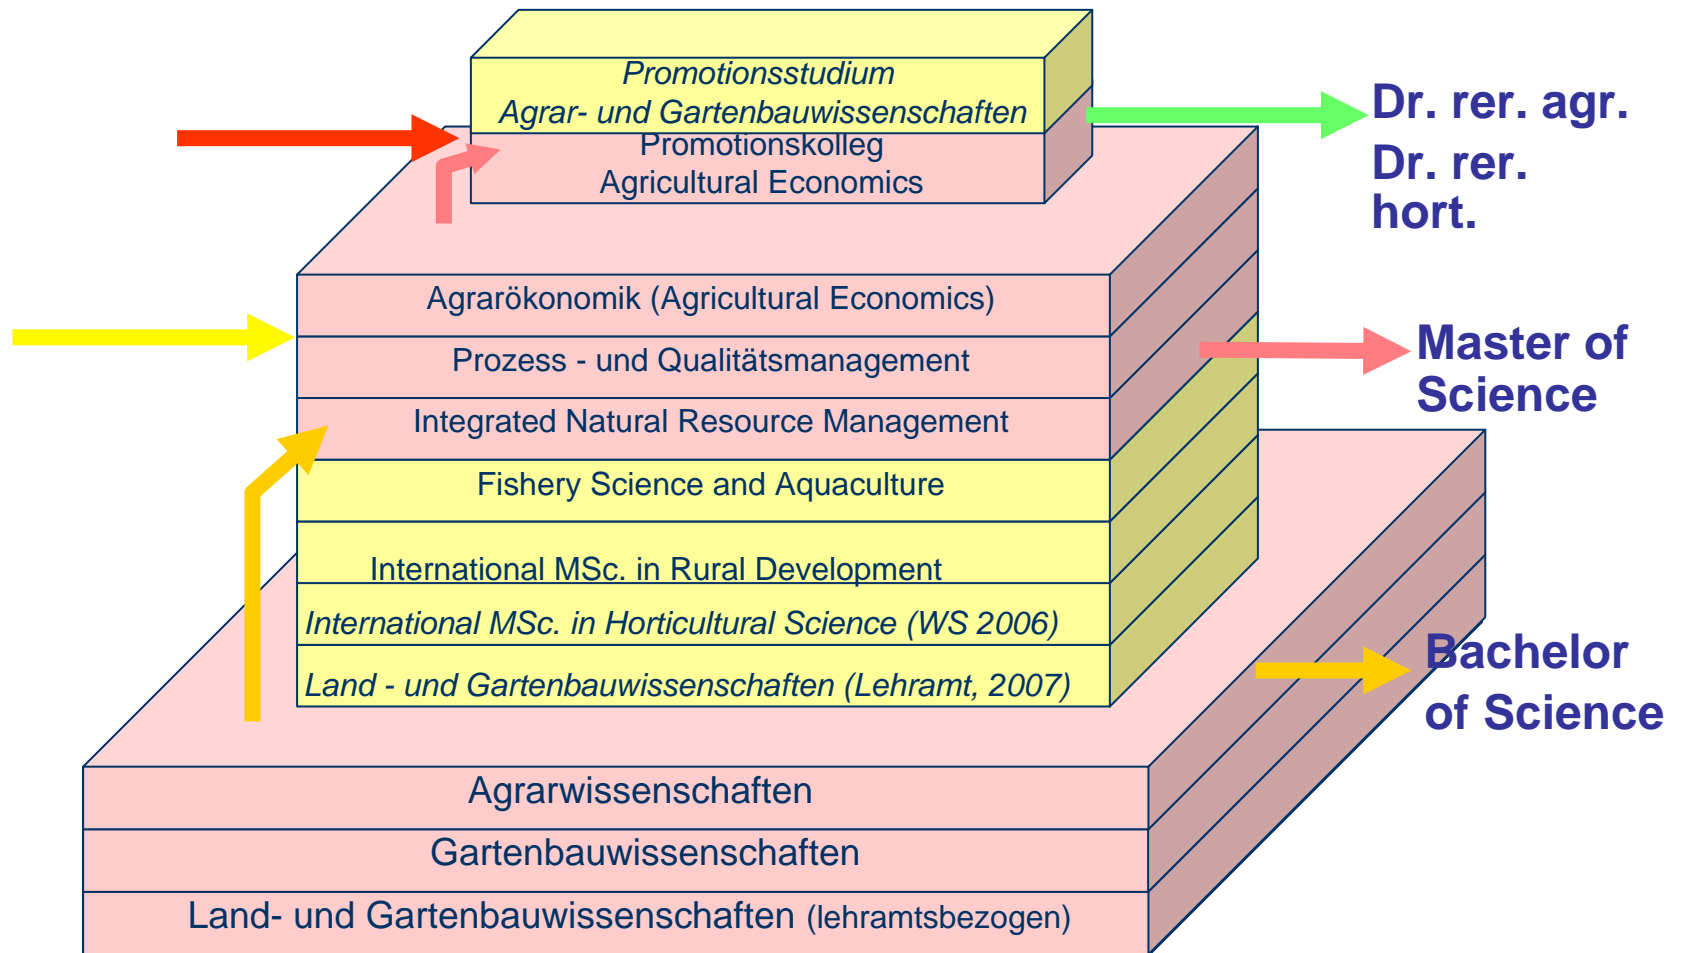 Promotionsstudium
Agrar- und Gartenbauwissenschaften
Promotionskolleg
Agricultural Economics
Dr. rer. agr.
Dr. rer.
hort.
Agrarökonomik (Agricultural Economics)
Prozess - und Qualitätsmanagement
Integrated Natural Resource Management
Fishery Science and Aquaculture
International MSc. in Rural Development
International MSc. in Horticultural Science (WS 2006)
Land - und Gartenbauwissenschaften (Lehramt, 2007)
Master of
Science
Agrarwissenschaften
Gartenbauwissenschaften
Land- und Gartenbauwissenschaften (lehramtsbezogen)
Bachelor
of Science